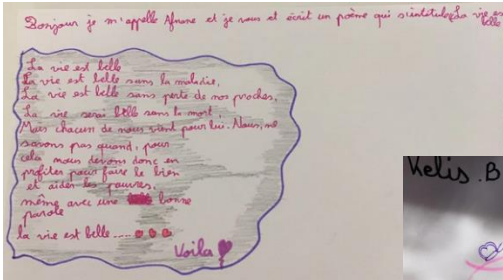 Bonjour je m'appelle Afnane et je vous et écrit un poème qui s'intitule La vie est belle
La vie est belle
La vie est belle sans la maladie,
La vie est belle sans perte de nos proches,
La vie serai belle sans la mort,
Mais chacun de nous vient pour lui. Nous, ne
savons pas quand, pour
cela nous devons donc en
profiter pour faire le bien
et aider les pauvres,
même avec une bonne
parole
la vie est belle....
Voila
Kelis.B